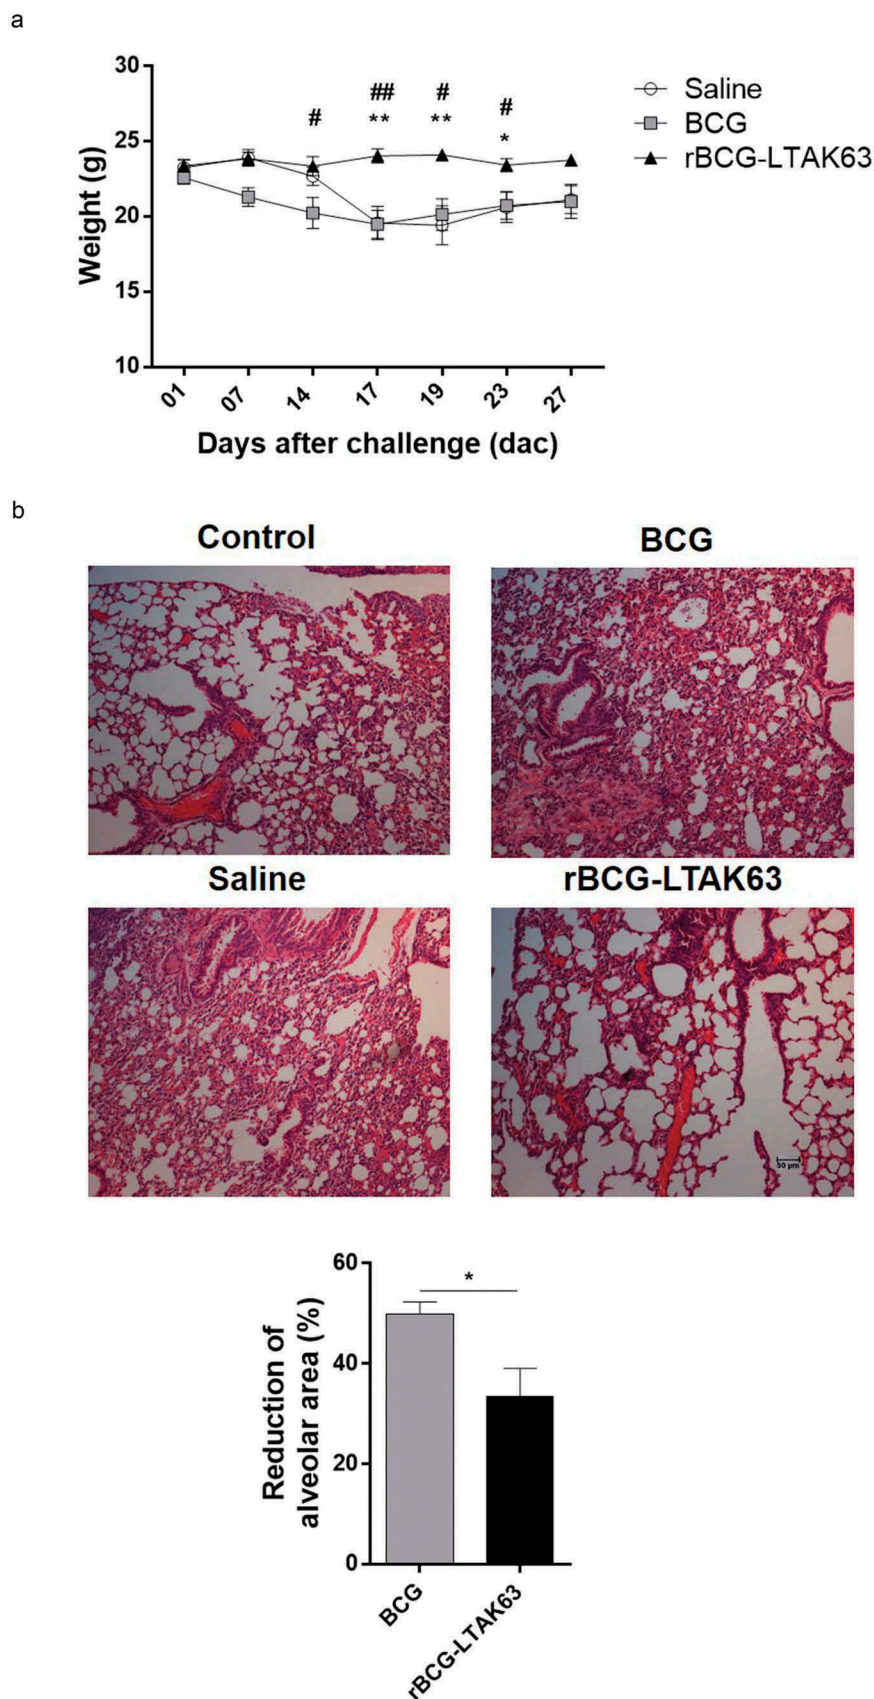 a
30
25
20
15
10
Weight (g)
#
##
**
#
**
#
*
Saline
BCG
rBCG-LTAK63
01
07
14
17
19
23
27
Days after challenge (dac)
b
Control
BCG
Saline
rBCG-LTAK63
50 µm
60
40
20
0
Reduction of
alveolar area (%)
*
BCG
rBCG-LTAK63